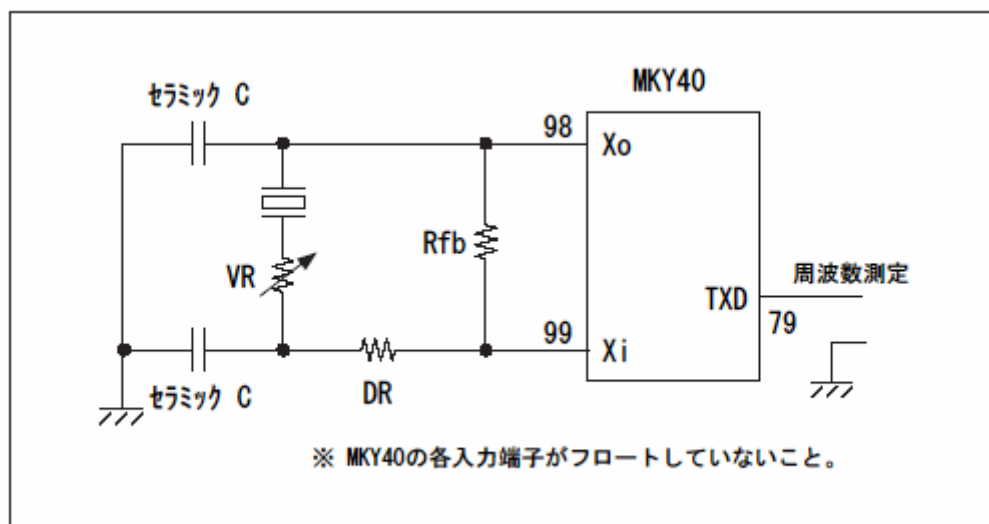 MKY40
セラミック C
98
Xo
Rfb
VR
周波数測定
TXD
79
99
Xi
DR
セラミック C
※ MKY40の各入力端子がフロートしていないこと。